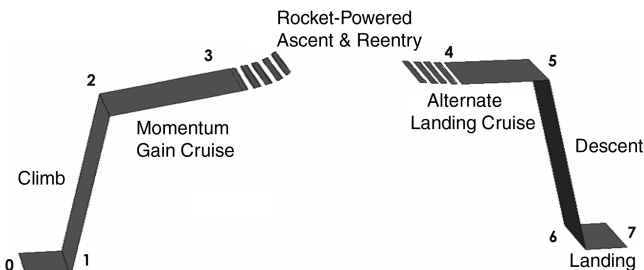 Rocket-Powered
Ascent & Reentry
3
4
5
2
Momentum
Gain Cruise
Alternate
Landing Cruise
Descent
Climb
0
1
6
7
Landing